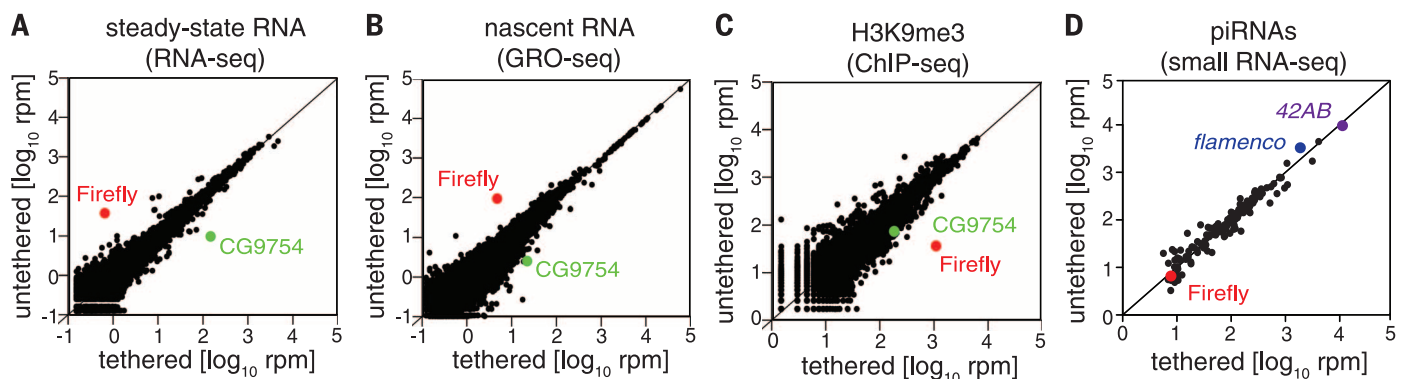 A
steady-state RNA
(RNA-seq)
untethered [log10 rpm]
5
4
3
2
1
0
-1
Firefly
CG9754
-1 0 1 2 3 4 5
tethered [log10 rpm]
B
nascent RNA
(GRO-seq)
untethered [log10 rpm]
5
4
3
2
1
0
-1
Firefly
CG9754
-1 0 1 2 3 4 5
tethered [log10 rpm]
C
H3K9me3
(ChIP-seq)
untethered [log10 rpm]
5
4
3
2
1
0
CG9754
Firefly
0 1 2 3 4 5
tethered [log10 rpm]
D
piRNAs
(small RNA-seq)
untethered [log10 rpm]
5
4
3
2
1
0
42AB
flamenco
Firefly
0 1 2 3 4 5
tethered [log10 rpm]